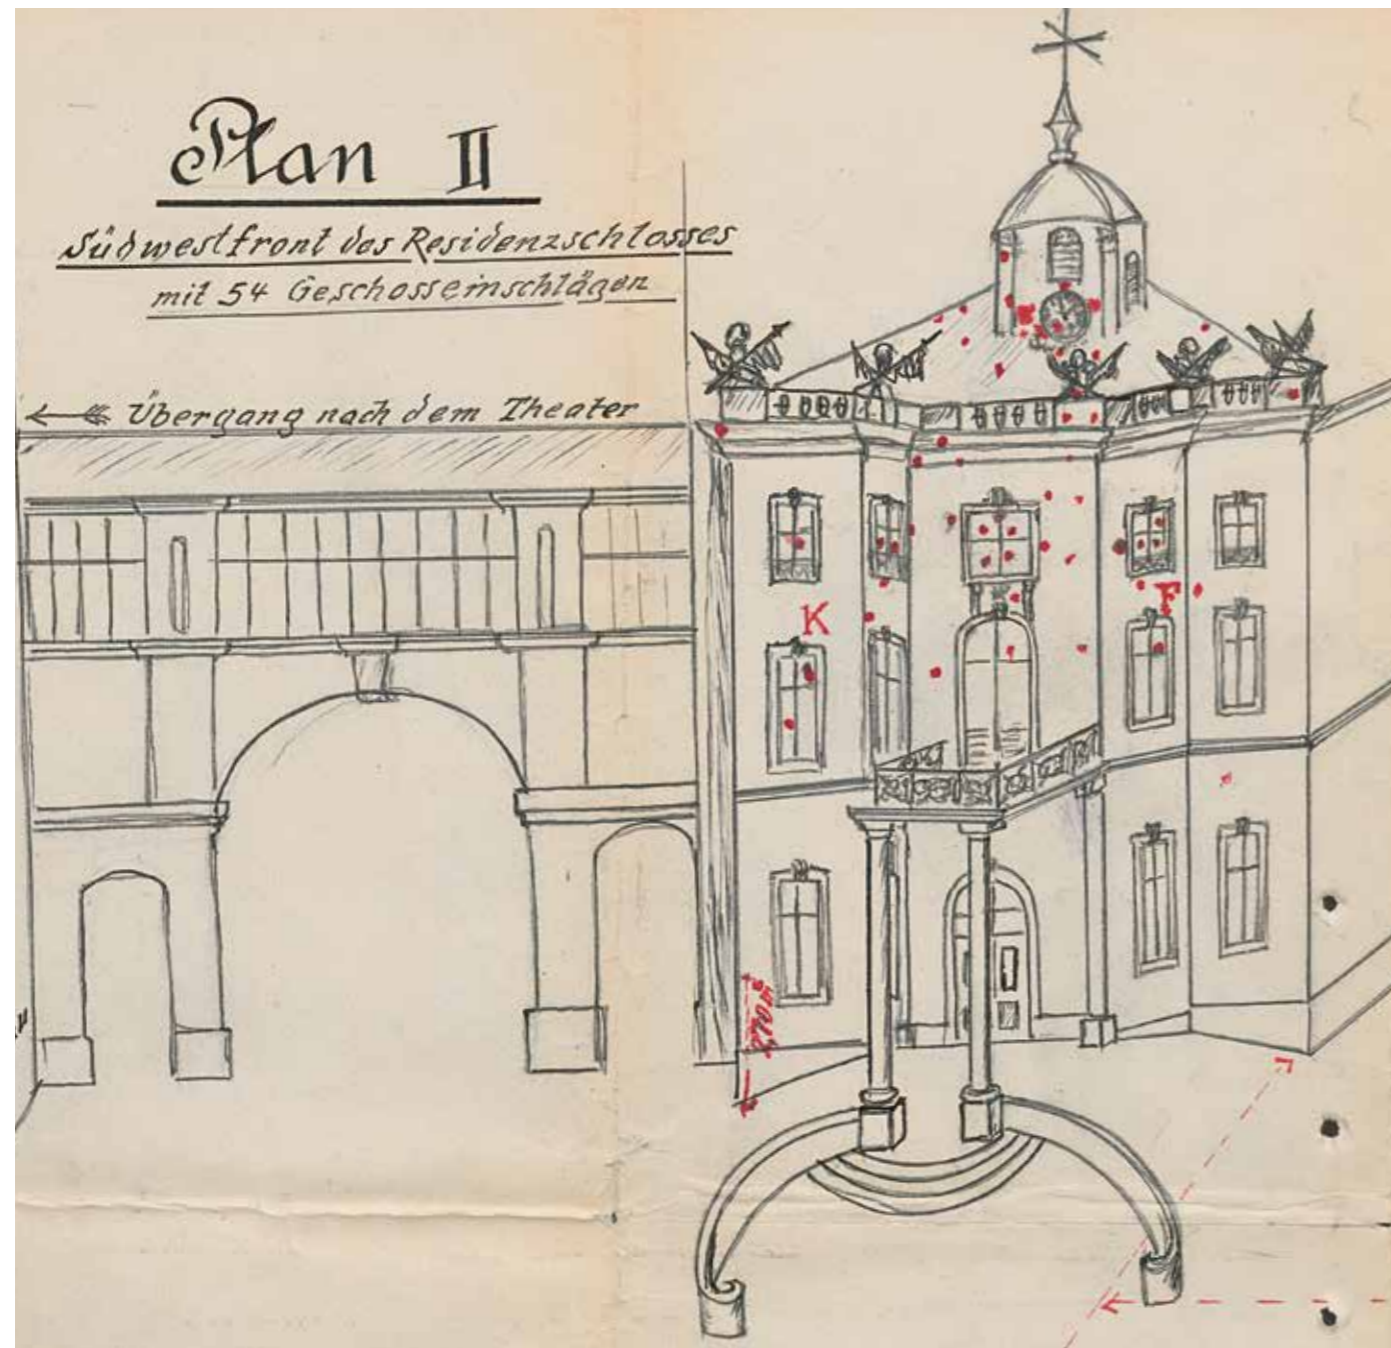 Plan II
Südwestfront des Residenzschlosses
mit 54 Geschosseinschlägen
Übergang nach dem Theater
K
F